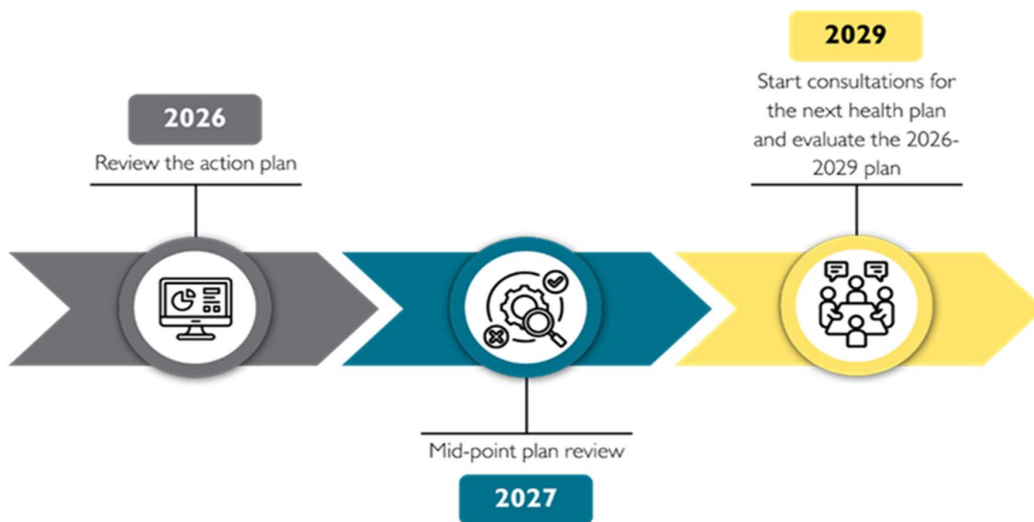 2026
Review the action plan
Mid-point plan review
2027
2029
Start consultations for
the next health plan
and evaluate the 2026-
2029 plan